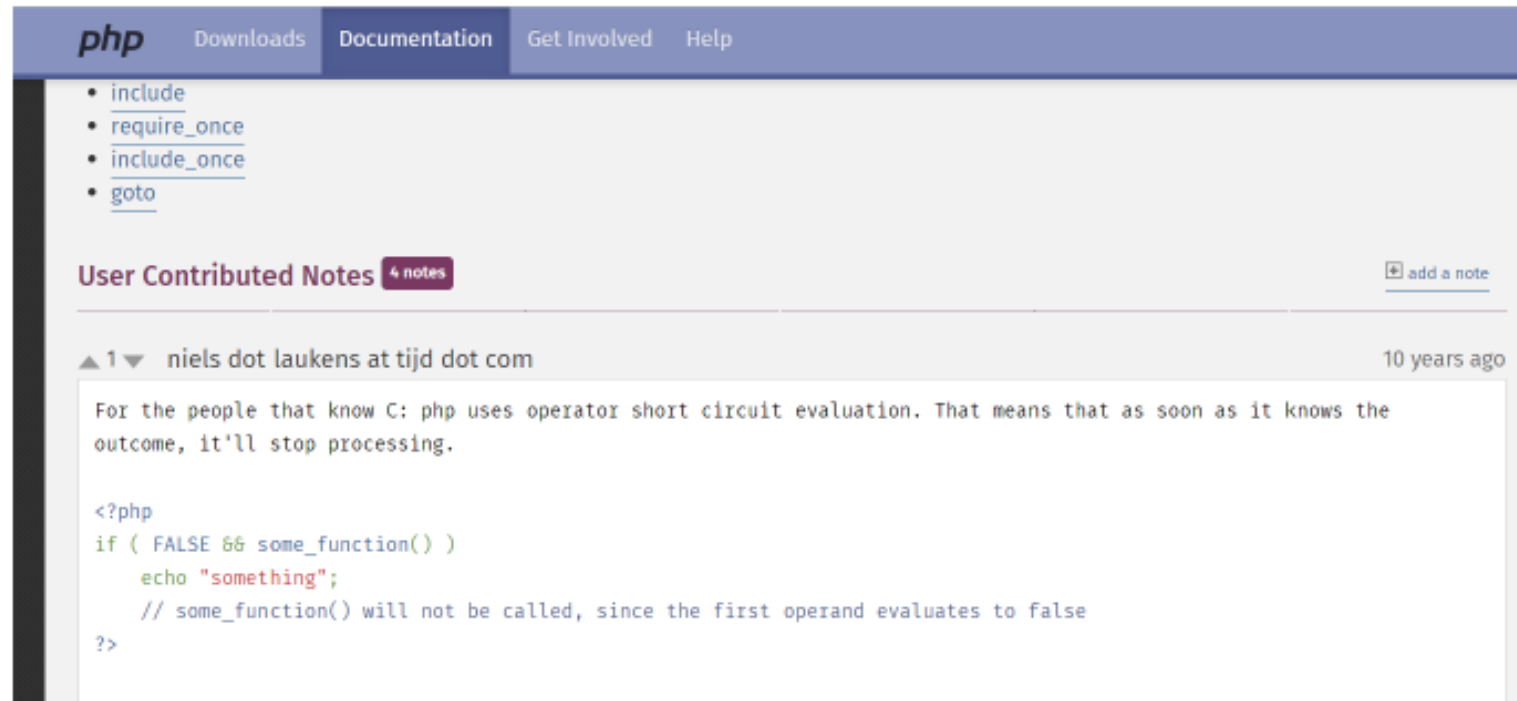 php Downloads Documentation Get Involved Help
include
require_once
include_once
goto
User Contributed Notes 4 notes add a note
1 niels dot laukens at tijd dot com 10 years ago
For the people that know C: php uses operator short circuit evaluation. That means that as soon as it knows the
outcome, it'll stop processing.
<?php
if ( FALSE && some_function() )
    echo "something";
    // some_function() will not be called, since the first operand evaluates to false
?>